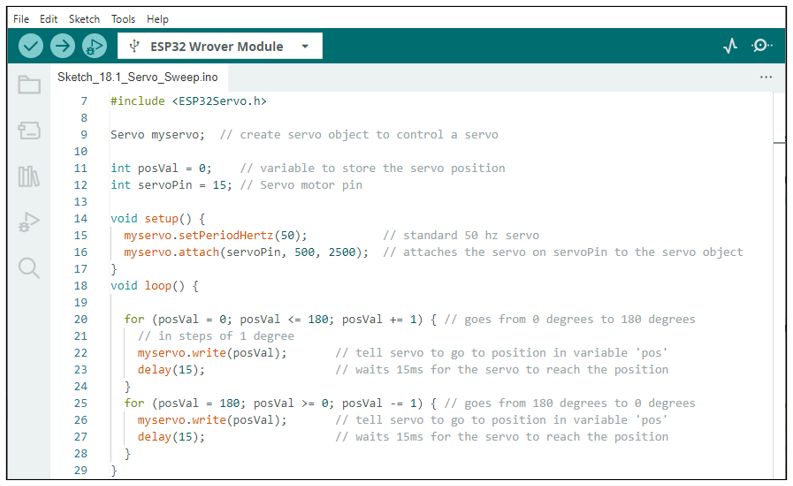 File Edit Sketch Tools Help
ESP32 Wrover Module
Sketch_18.1_Servo_Sweep.ino
7 #include <ESP32Servo.h>
8
9 Servo myservo;  // create servo object to control a servo
10
11 int posVal = 0;    // variable to store the servo position
12 int servoPin = 15; // Servo motor pin
13
14 void setup() {
15   myservo.setPeriodHertz(50);           // standard 50 hz servo
16   myservo.attach(servoPin, 500, 2500);  // attaches the servo on servoPin to the servo object
17 }
18 void loop() {
19
20   for (posVal = 0; posVal <= 180; posVal += 1) { // goes from 0 degrees to 180 degrees
21     // in steps of 1 degree
22     myservo.write(posVal);       // tell servo to go to position in variable 'pos'
23     delay(15);                   // waits 15ms for the servo to reach the position
24   }
25   for (posVal = 180; posVal >= 0; posVal -= 1) { // goes from 180 degrees to 0 degrees
26     myservo.write(posVal);       // tell servo to go to position in variable 'pos'
27     delay(15);                   // waits 15ms for the servo to reach the position
28   }
29 }